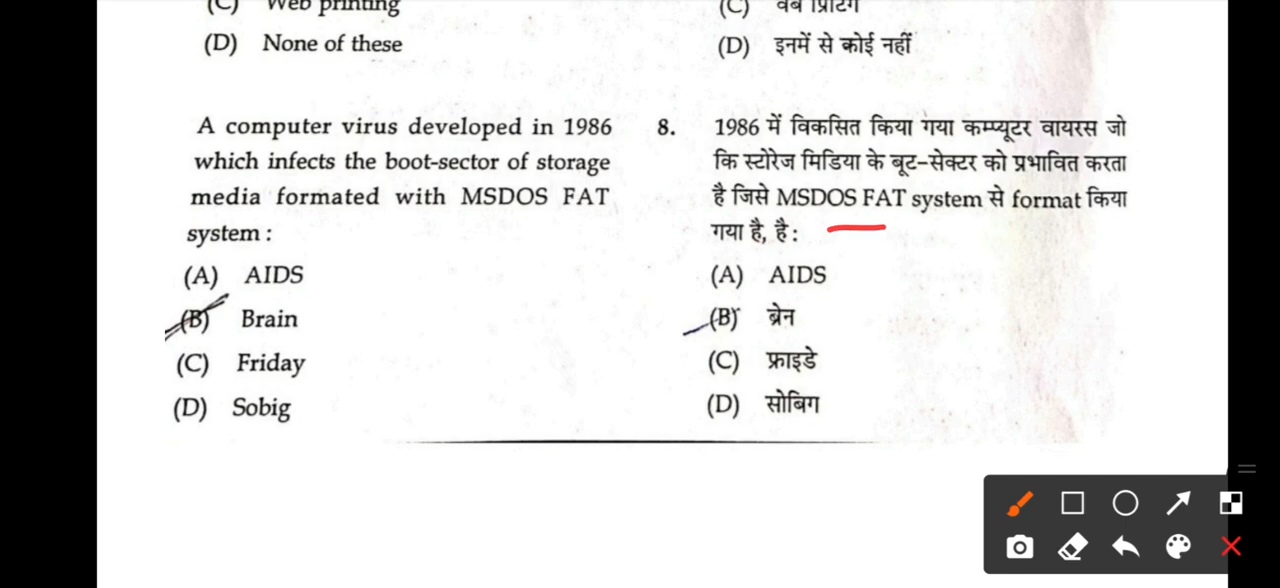 (C) Web printing
(D) None of these
(C) वेब प्रिंटिंग
(D) इनमें से कोई नहीं
A computer virus developed in 1986
which infects the boot-sector of storage
media formated with MSDOS FAT
system :
(A) AIDS
(B) Brain
(C) Friday
(D) Sobig
8. 1986 में विकसित किया गया कम्प्यूटर वायरस जो
कि स्टोरेज मिडिया के बूट-सेक्टर को प्रभावित करता
है जिसे MSDOS FAT system से format किया
गया है, है :
(A) AIDS
(B) ब्रेन
(C) फ्राइडे
(D) सोबिग